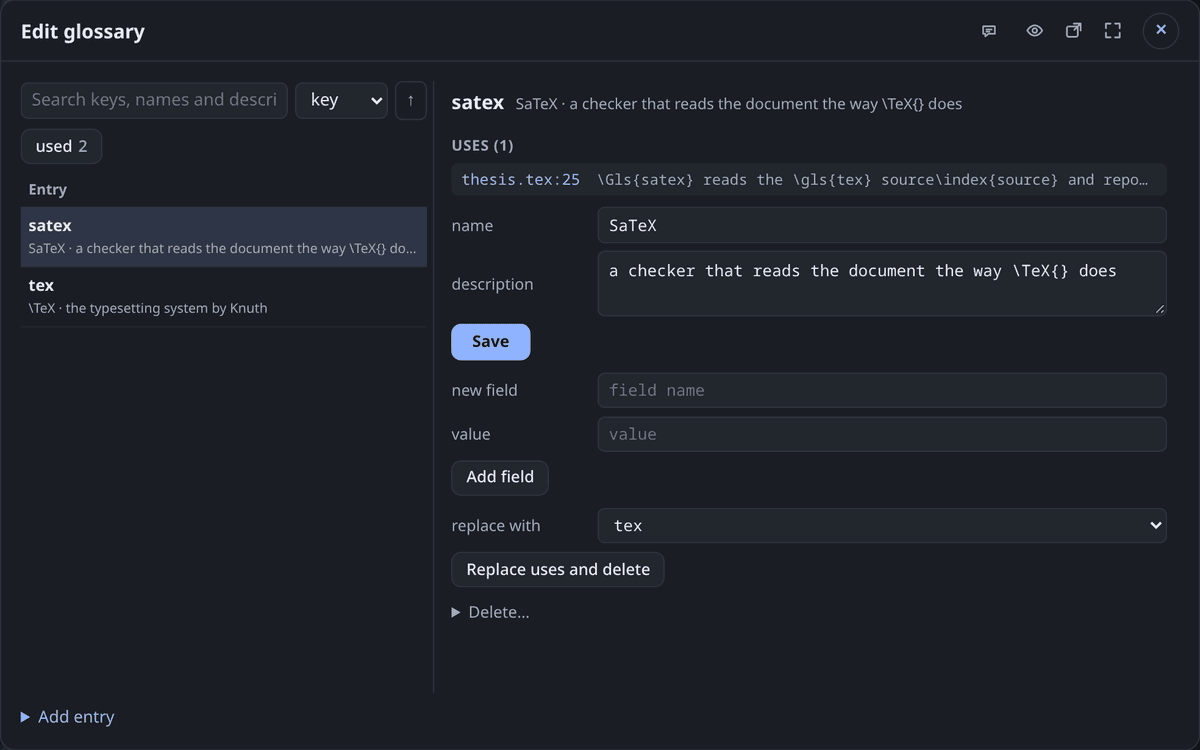 Edit glossary
Search keys, names and descri
key
↑
used 2
Entry
satex
SaTeX · a checker that reads the document the way \TeX{} do…
tex
\TeX · the typesetting system by Knuth
Add entry
satex SaTeX · a checker that reads the document the way \TeX{} does
USES (1)
thesis.tex:25 \Gls{satex} reads the \gls{tex} source\index{source} and repo…
name
SaTeX
description
a checker that reads the document the way \TeX{} does
Save
new field
field name
value
value
Add field
replace with
tex
Replace uses and delete
Delete…